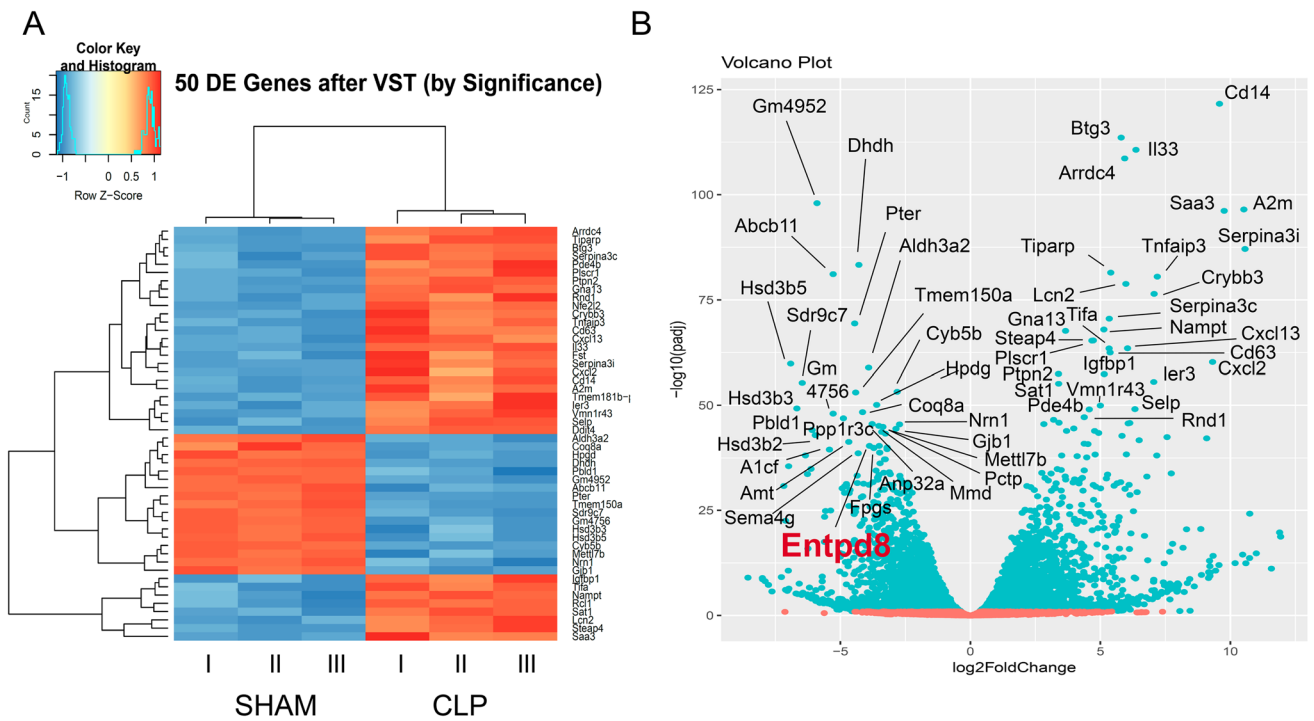 A
Color Key
and Histogram
Count
15
5
0
−1
0
0.5
1
Row Z-Score
50 DE Genes after VST (by Significance)
Arrdc4
Tiparp
Btg3
Serpina3c
Pde4b
Plscr1
Ptpn2
Gna13
Rnd1
Nfe2l2
Crybb3
Tnfaip3
Cd63
Cxcl13
Il33
Fst
Serpina3i
Cxcl2
Cd14
A2m
Tmem181b-
Ier3
Vmn1r43
Selp
Ddit4
Aldh3a2
Coq8a
Hpgd
Dhdh
Pbld1
Gm4952
Abcb11
Pter
Tmem150a
Sdr9c7
Gm4756
Hsd3b3
Hsd3b5
Cyb5b
Mettl7b
Nrn1
Gjb1
Igfbp1
Tifa
Nampt
Rcl1
Sat1
Lcn2
Steap4
Saa3
I II III I II III
SHAM CLP
B
Volcano Plot
−log10(padj)
125
100
75
50
25
0
−5 0 5 10
log2FoldChange
Gm4952
Dhdh
Abcb11
Pter
Aldh3a2
Hsd3b5
Tmem150a
Sdr9c7
Cyb5b
Gm
4756
Hpgd
Hsd3b3
Coq8a
Pbld1
Ppp1r3c
Nrn1
Hsd3b2
Gjb1
A1cf
Mettl7b
Amt
Anp32a
Mmd
Pctp
Sema4g
Fpgs
Entpd8
Cd14
Btg3
Il33
Arrdc4
Saa3
A2m
Serpina3i
Tiparp
Tnfaip3
Lcn2
Crybb3
Gna13
Tifa
Serpina3c
Steap4
Nampt
Cxcl13
Plscr1
Igfbp1
Cd63
Ptpn2
Ier3
Cxcl2
Sat1
Vmn1r43
Pde4b
Selp
Rnd1